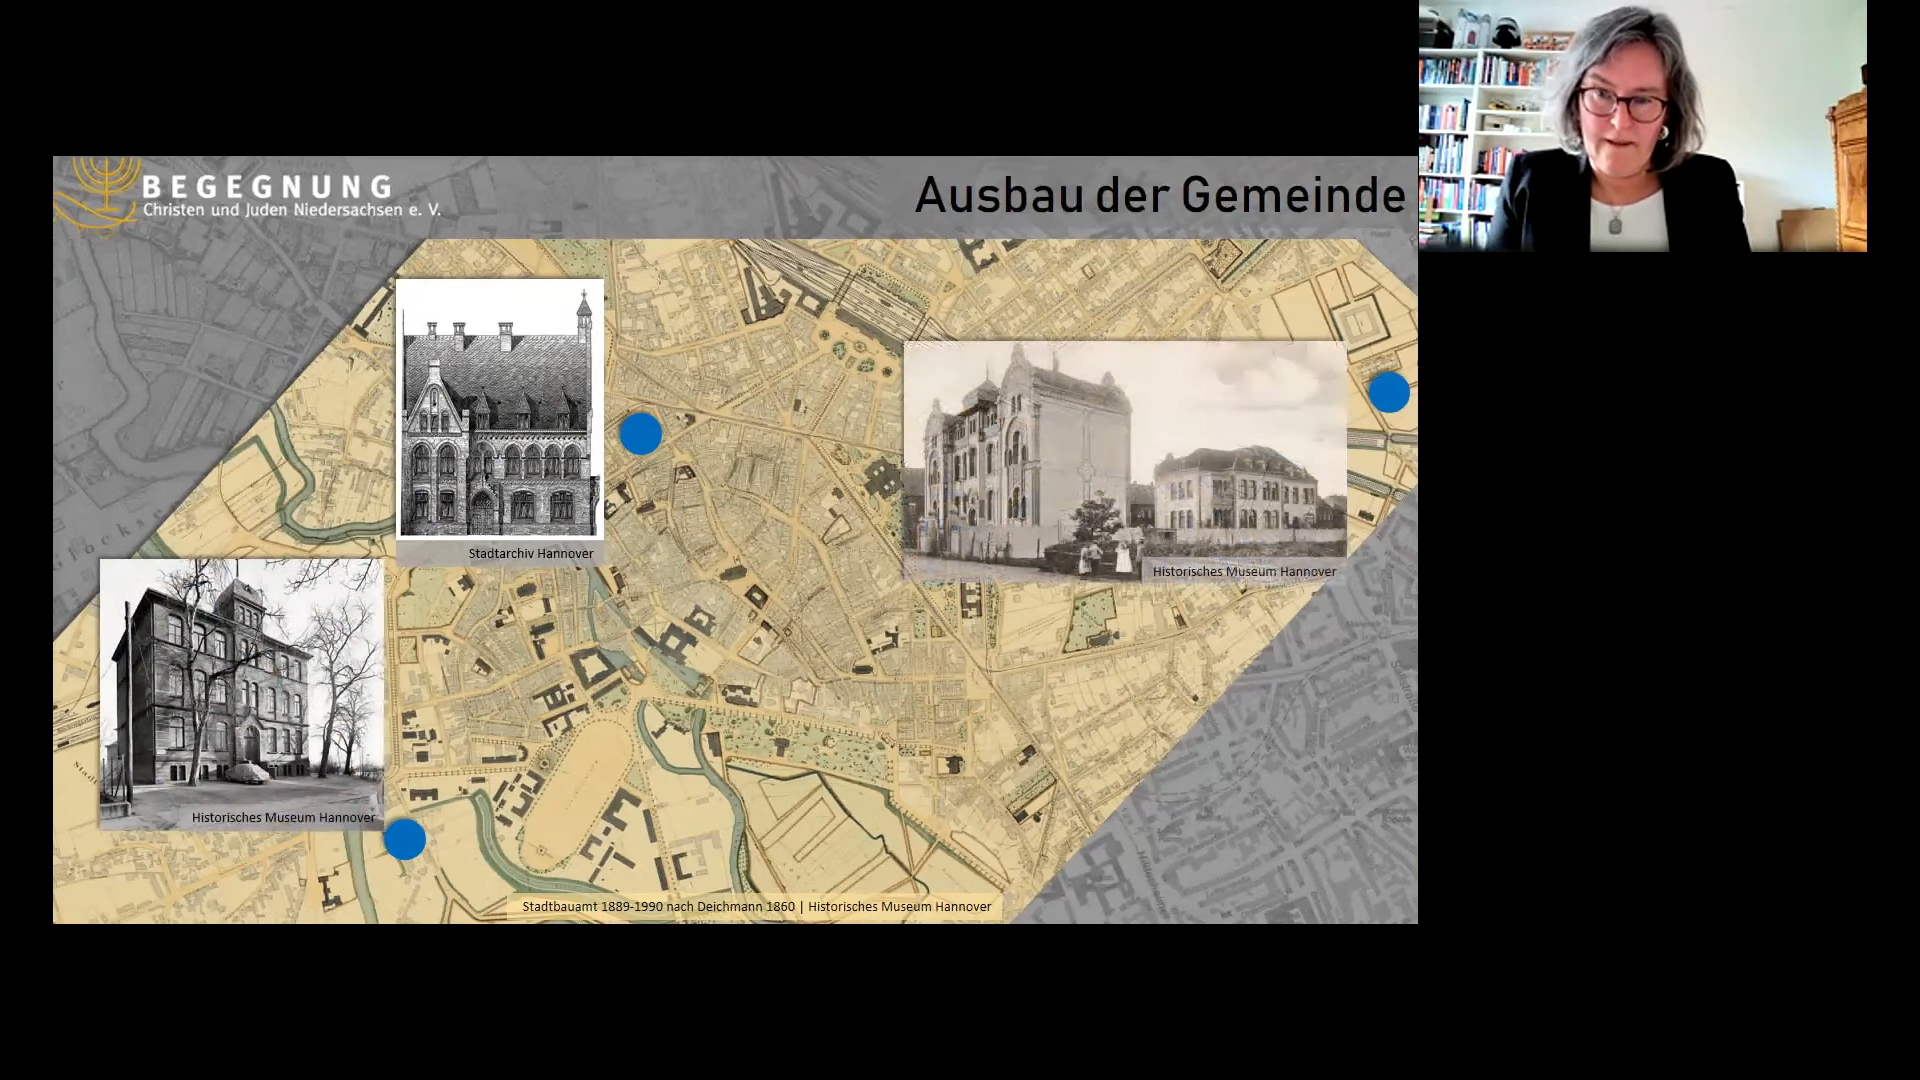 BEGEGNUNG
Christen und Juden Niedersachsen e. V.
Ausbau der Gemeinde
Stadtarchiv Hannover
Historisches Museum Hannover
Historisches Museum Hannover
Stadtbauamt 1889-1990 nach Deichmann 1860 | Historisches Museum Hannover